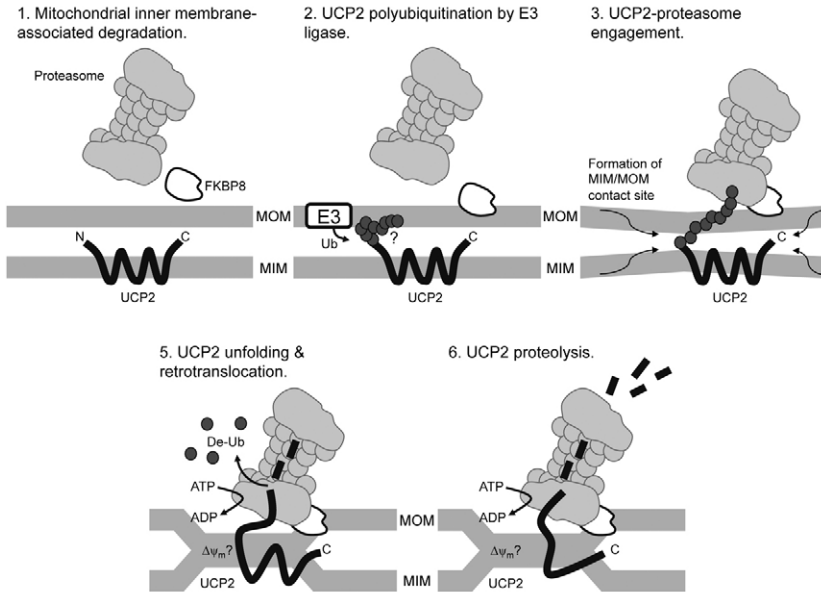 1. Mitochondrial inner membrane-
associated degradation.
Proteasome
FKBP8
MOM
N
C
MIM
UCP2
2. UCP2 polyubiquitination by E3
ligase.
E3
Ub
?
C
MOM
MIM
UCP2
3. UCP2-proteasome
engagement.
Formation of
MIM/MOM
contact site
C
UCP2
5. UCP2 unfolding &
retrotranslocation.
De-Ub
ATP
ADP
MOM
Δψm?
C
UCP2
MIM
6. UCP2 proteolysis.
ATP
ADP
Δψm?
C
UCP2